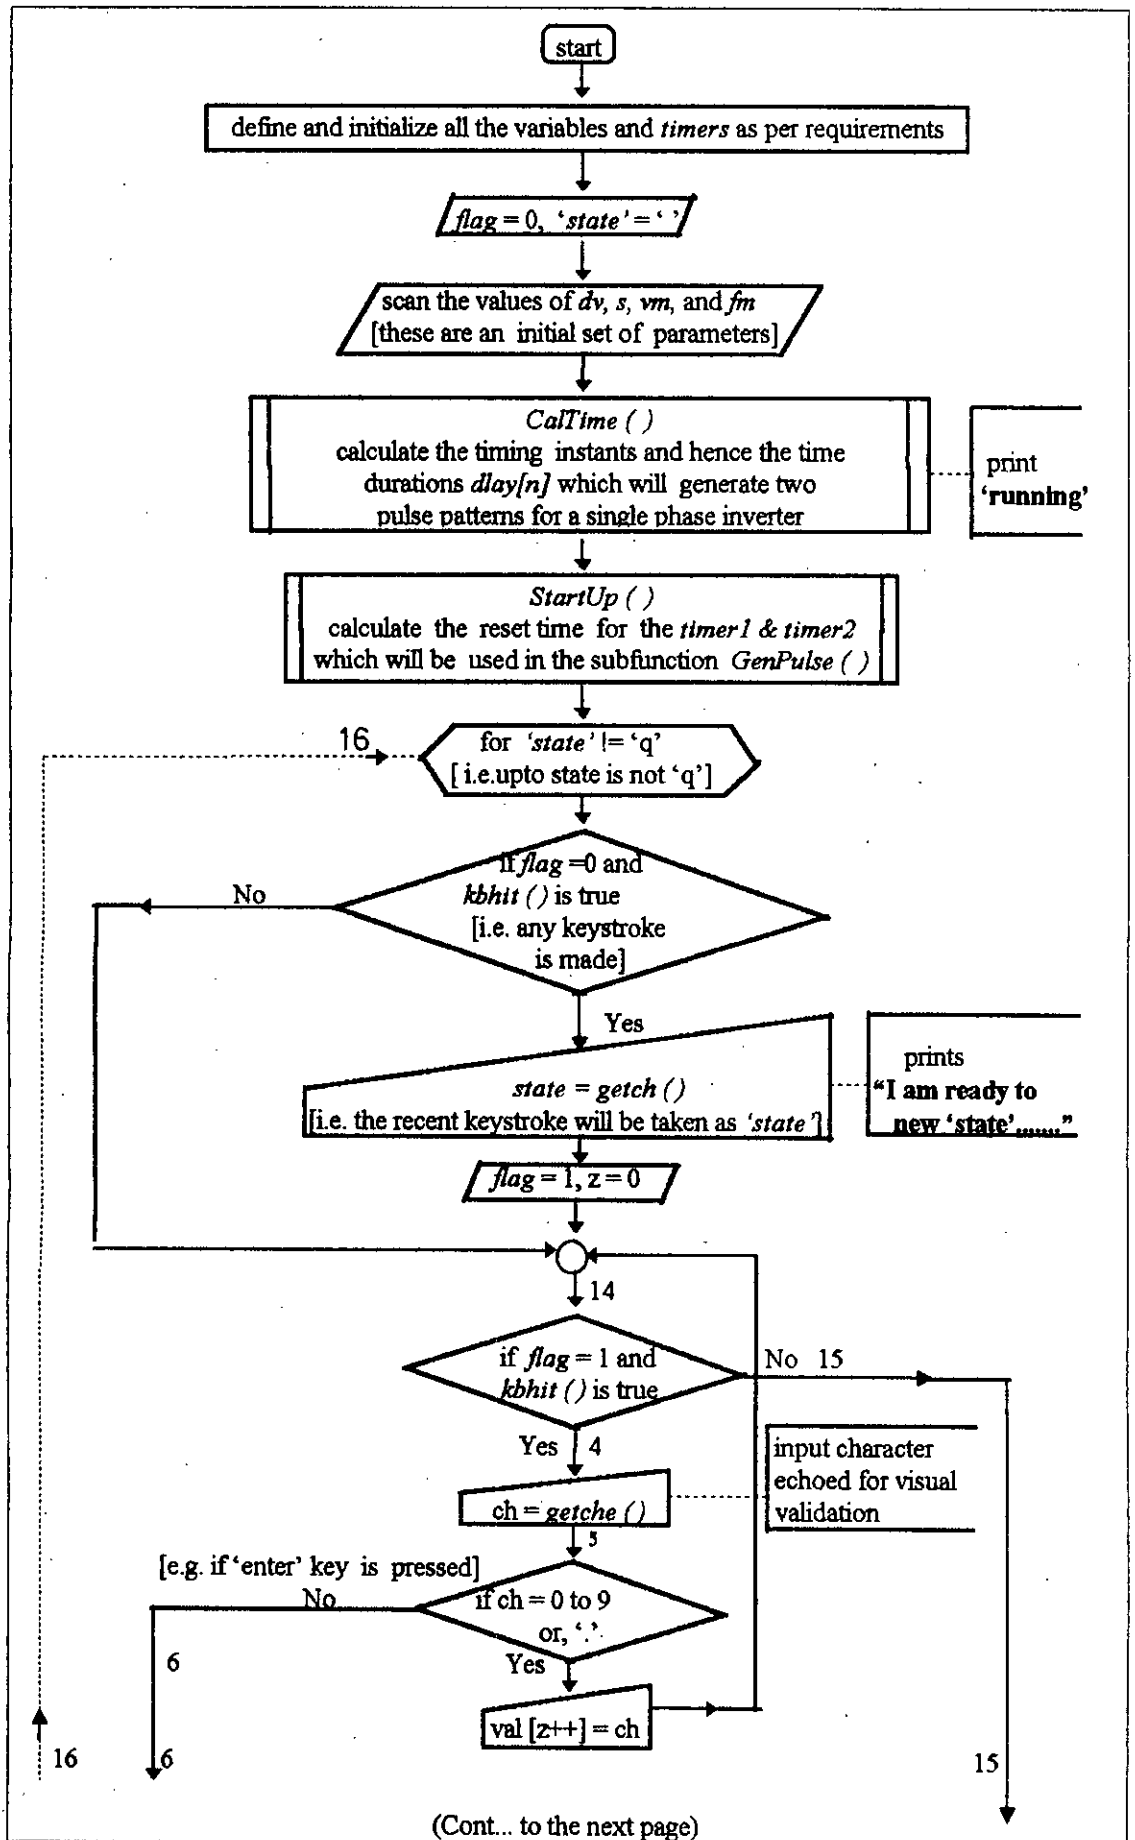 start
define and initialize all the variables and timers as per requirements
flag = 0, ‘state’ = ‘ ’
scan the values of dv, s, vm, and fm
[these are an initial set of parameters]
CalTime ( )
calculate the timing instants and hence the time
durations dlay[n] which will generate two
pulse patterns for a single phase inverter
print
‘running’
StartUp ( )
calculate the reset time for the timer1 & timer2
which will be used in the subfunction GenPulse ( )
16
for ‘state’ != ‘q’
[ i.e.upto state is not ‘q’]
if flag =0 and
kbhit ( ) is true
[i.e. any keystroke
is made]
No
Yes
state = getch ( )
[i.e. the recent keystroke will be taken as ‘state’]
prints
“I am ready to
new ‘state’.......”
flag = 1, z = 0
14
if flag = 1 and
kbhit ( ) is true
No 15
Yes 4
ch = getche ( )
input character
echoed for visual
validation
5
[e.g. if ‘enter’ key is pressed]
No
if ch = 0 to 9
or, ‘.’
6
Yes
val [z++] = ch
16
6
15
(Cont... to the next page)